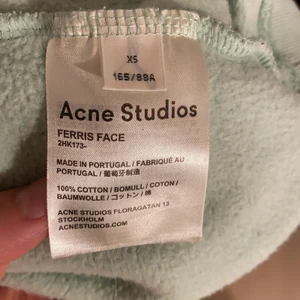 XS
165/88A
Acne Studios
FERRIS FACE
2HK173-
MADE IN PORTUGAL / FABRIQUÉ AU
PORTUGAL / 葡萄牙制造
100% COTTON / BOMULL / COTON /
BAUMWOLLE / コットン / 棉
ACNE STUDIOS FLORAGATAN 13
STOCKHOLM
ACNESTUDIOS.COM